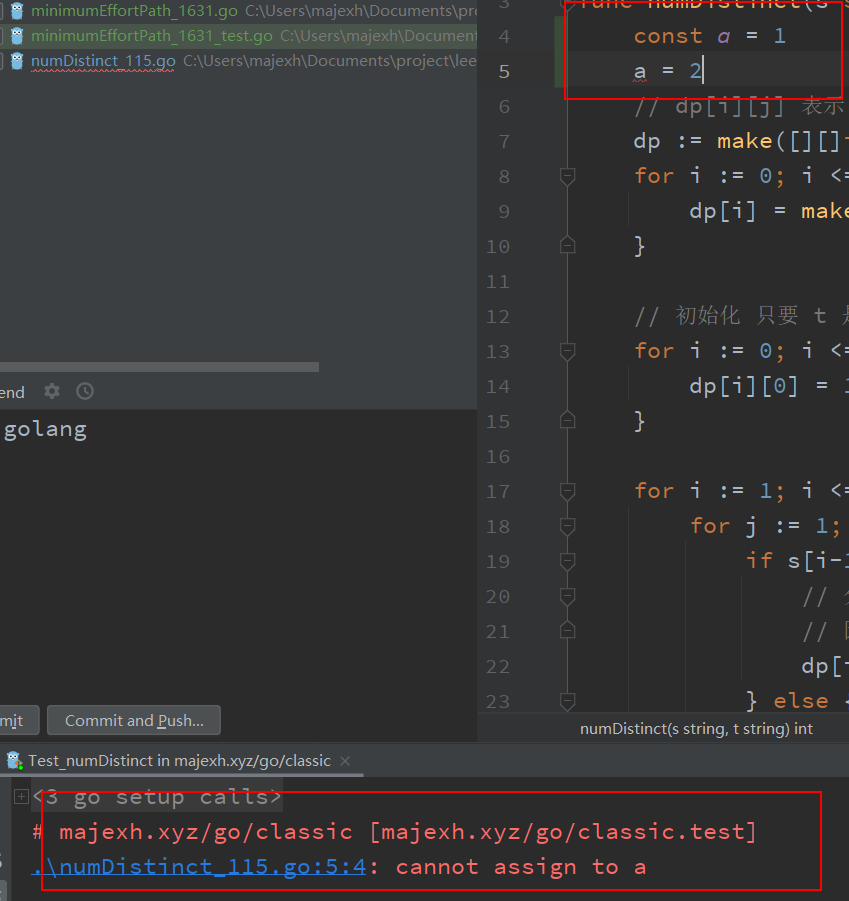 minimumEffortPath_1631.go C:\Users\majexh\Documents\pro
minimumEffortPath_1631_test.go C:\Users\majexh\Document
numDistinct_115.go C:\Users\majexh\Documents\project\lee
end
golang
mit Commit and Push...
3 func numDistinct(s
4 const a = 1
5 a = 2
6 // dp[i][j] 表示
7 dp := make([][]
8 for i := 0; i <=
9 dp[i] = make
10 }
11
12 // 初始化 只要 t
13 for i := 0; i <=
14 dp[i][0] =
15 }
16
17 for i := 1; i <=
18 for j := 1;
19 if s[i-
20 //
21 //
22 dp[
23 } else
numDistinct(s string, t string) int
Test_numDistinct in majexh.xyz/go/classic
<3 go setup calls>
# majexh.xyz/go/classic [majexh.xyz/go/classic.test]
.\numDistinct_115.go:5:4: cannot assign to a